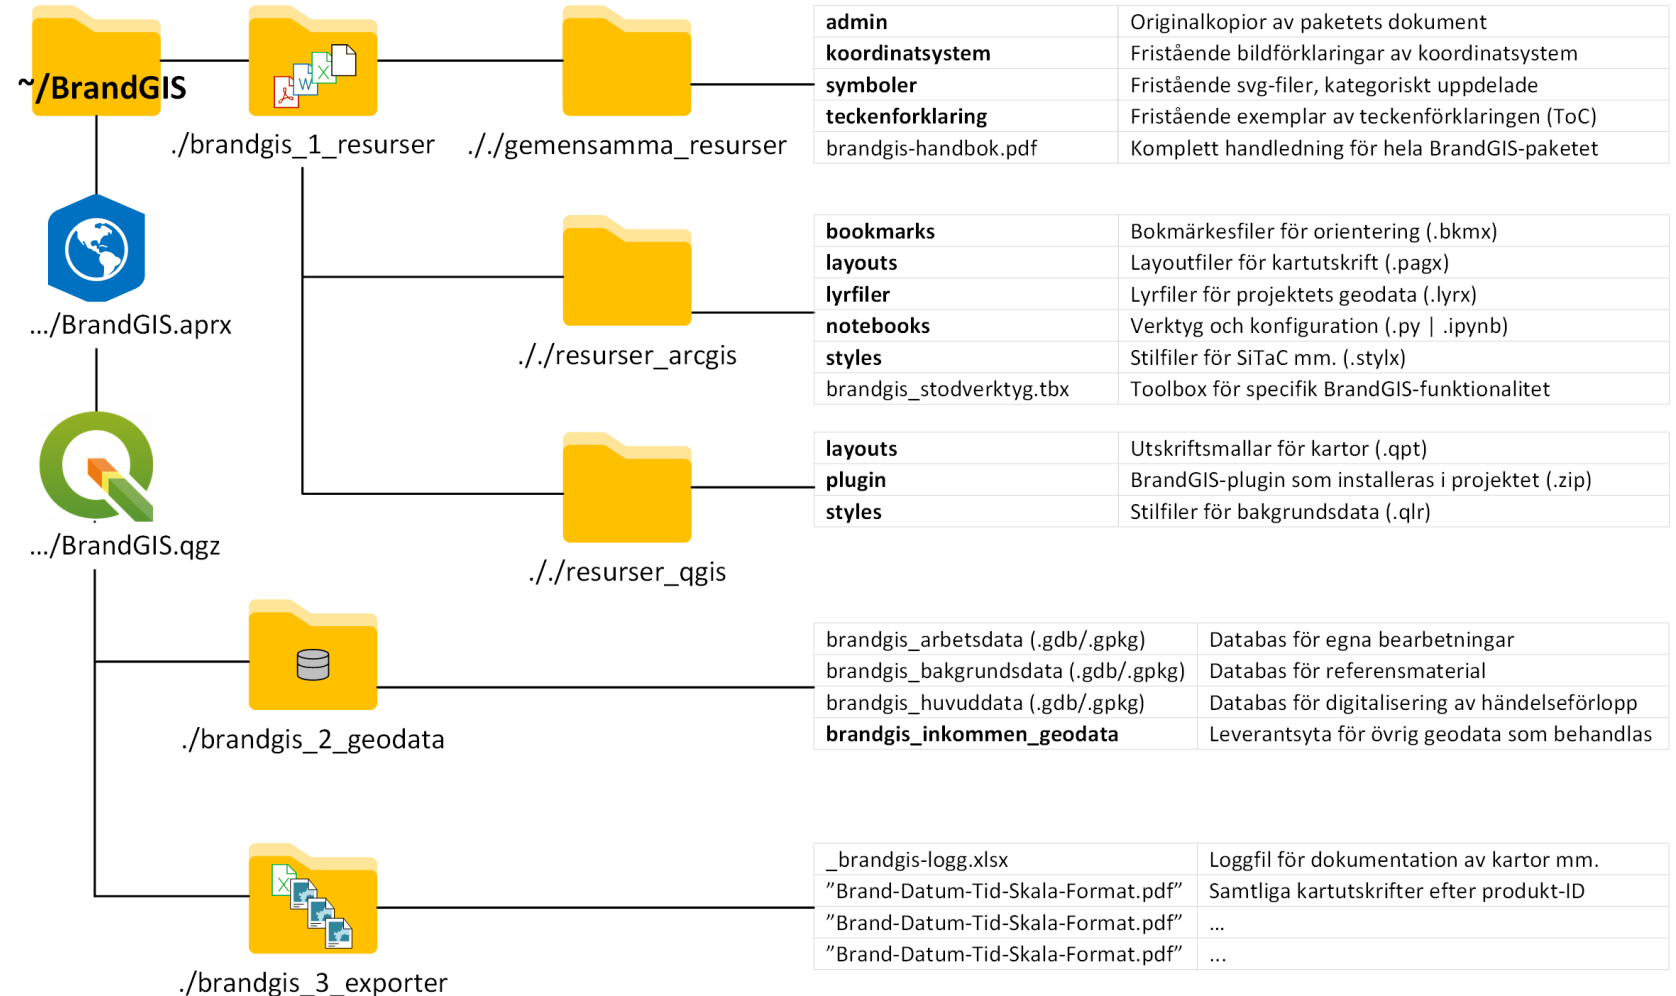 ~/BrandGIS
./brandgis_1_resurser
././gemensamma_resurser
admin Originalkopior av paketets dokument
koordinatsystem Fristående bildförklaringar av koordinatsystem
symboler Fristående svg-filer, kategoriskt uppdelade
teckenforklaring Fristående exemplar av teckenförklaringen (ToC)
brandgis-handbok.pdf Komplett handledning för hela BrandGIS-paketet
.../BrandGIS.aprx
././resurser_arcgis
bookmarks Bokmärkesfiler för orientering (.bkmx)
layouts Layoutfiler för kartutskrift (.pagx)
lyrfiler Lyrfiler för projektets geodata (.lyrx)
notebooks Verktyg och konfiguration (.py | .ipynb)
styles Stilfiler för SiTaC mm. (.stylx)
brandgis_stodverktyg.tbx Toolbox för specifik BrandGIS-funktionalitet
.../BrandGIS.qgz
././resurser_qgis
layouts Utskriftsmallar för kartor (.qpt)
plugin BrandGIS-plugin som installeras i projektet (.zip)
styles Stilfiler för bakgrundsdata (.qlr)
./brandgis_2_geodata
brandgis_arbetsdata (.gdb/.gpkg) Databas för egna bearbetningar
brandgis_bakgrundsdata (.gdb/.gpkg) Databas för referensmaterial
brandgis_huvuddata (.gdb/.gpkg) Databas för digitalisering av händelseförlopp
brandgis_inkommen_geodata Leverantsyta för övrig geodata som behandlas
./brandgis_3_exporter
_brandgis-logg.xlsx Loggfil för dokumentation av kartor mm.
”Brand-Datum-Tid-Skala-Format.pdf” Samtliga kartutskrifter efter produkt-ID
”Brand-Datum-Tid-Skala-Format.pdf” ...
”Brand-Datum-Tid-Skala-Format.pdf” ...
W
X
X